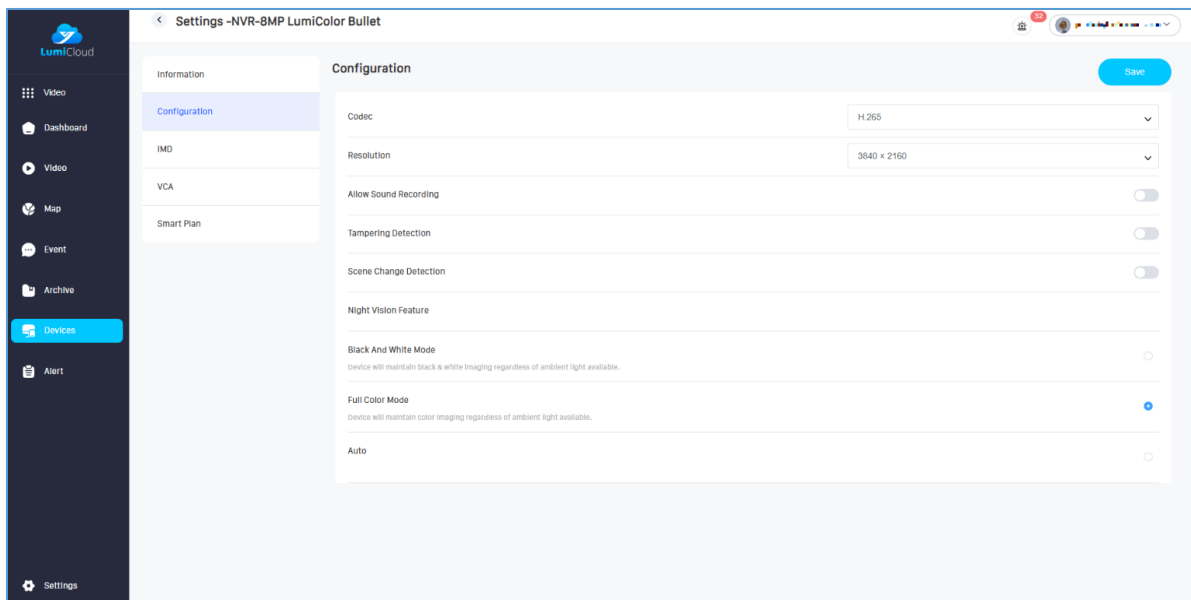 LumiCloud
Video
Dashboard
Video
Map
Event
Archive
Devices
Alert
Settings
Settings -NVR-8MP LumiColor Bullet
32
Information
Configuration
IMD
VCA
Smart Plan
Configuration
Save
Codec
H.265
Resolution
3840 x 2160
Allow Sound Recording
Tampering Detection
Scene Change Detection
Night Vision Feature
Black And White Mode
Device will maintain black & white imaging regardless of ambient light available.
Full Color Mode
Device will maintain color imaging regardless of ambient light available.
Auto